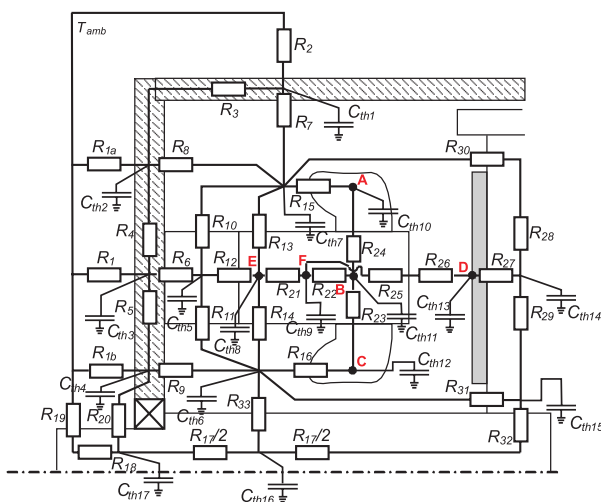 T_amb
R_2
R_3
R_7
C_th1
R_1a
R_8
R_30
C_th2
R_15
A
C_th10
R_4
R_10
R_13
C_th7
R_24
R_28
R_1
R_6
R_12
E
F
R_26
D
R_27
R_21
R_22
B
R_25
R_5
C_th3
C_th5
R_11
C_th8
R_14
C_th9
R_23
C_th11
C_th13
R_29
C_th14
R_1b
R_9
R_16
C
C_th12
C_th4
R_31
R_19
R_20
C_th6
R_33
C_th15
R_32
R_17/2
R_17/2
R_18
C_th17
C_th16